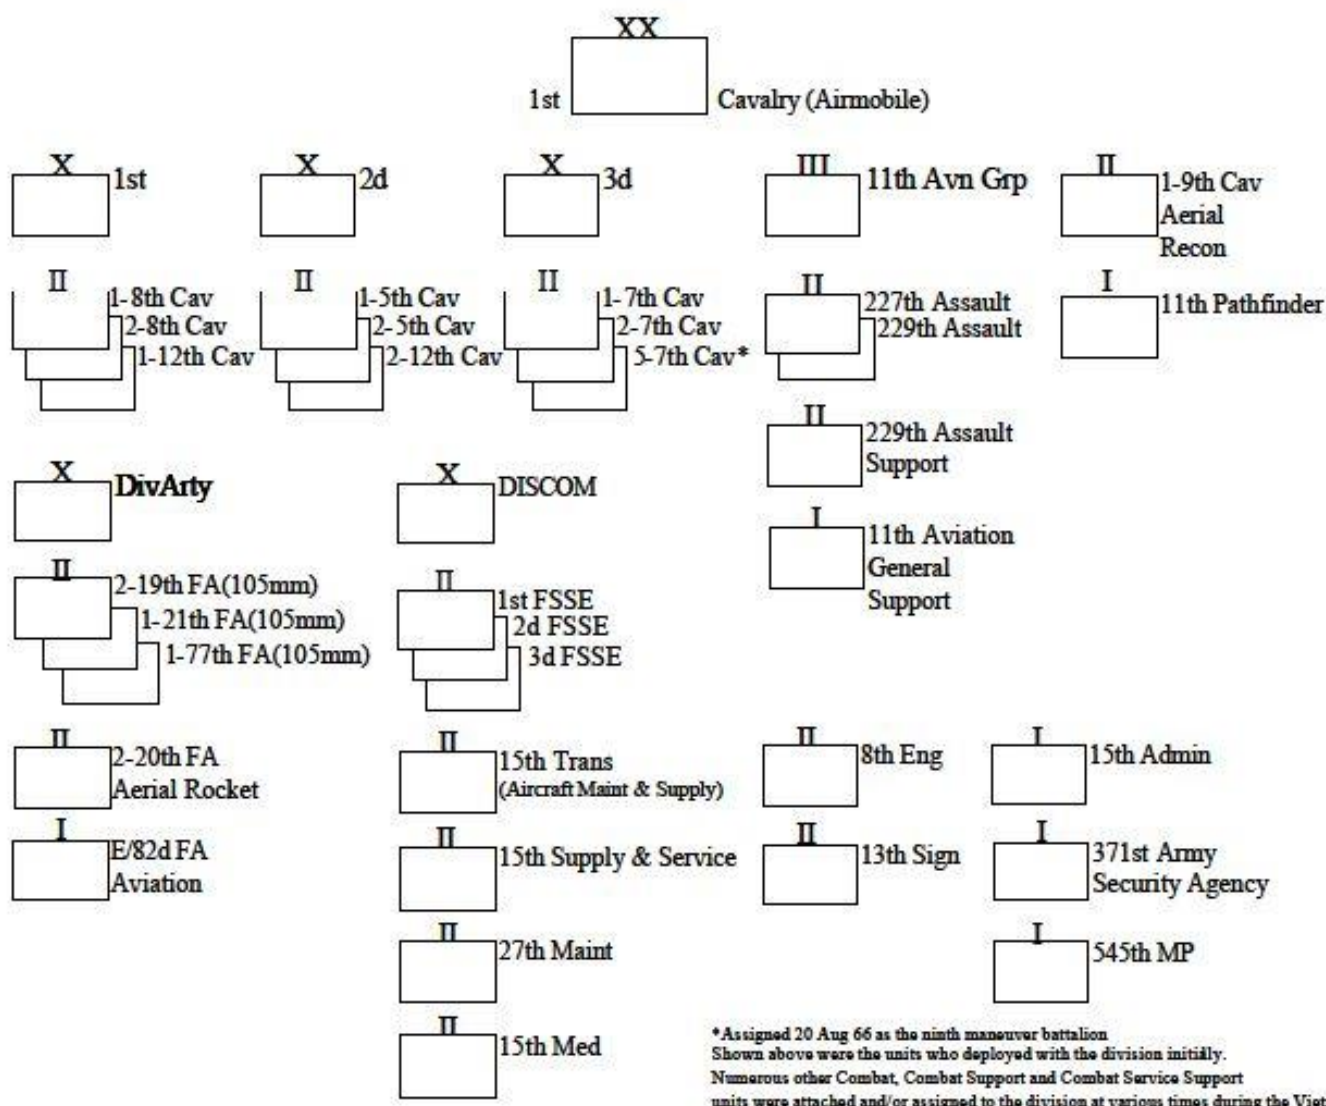 XX
1st Cavalry (Airmobile)
X 1st
X 2d
X 3d
III 11th Avn Grp
II 1-9th Cav
Aerial
Recon
II
1-8th Cav
2-8th Cav
1-12th Cav
II
1-5th Cav
2-5th Cav
2-12th Cav
II
1-7th Cav
2-7th Cav
5-7th Cav*
II
227th Assault
229th Assault
I
11th Pathfinder
II
229th Assault
Support
I
11th Aviation
General
Support
X
DivArty
II
2-19th FA(105mm)
1-21th FA(105mm)
1-77th FA(105mm)
II
2-20th FA
Aerial Rocket
I
E/82d FA
Aviation
X
DISCOM
II
1st FSSE
2d FSSE
3d FSSE
II
15th Trans
(Aircraft Maint & Supply)
II
15th Supply & Service
II
27th Maint
II
15th Med
II
8th Eng
II
13th Sign
I
15th Admin
I
371st Army
Security Agency
I
545th MP
*Assigned 20 Aug 66 as the ninth maneuver battalion
Shown above were the units who deployed with the division initially.
Numerous other Combat, Combat Support and Combat Service Support
units were attached and/or assigned to the division at various times during the Viet